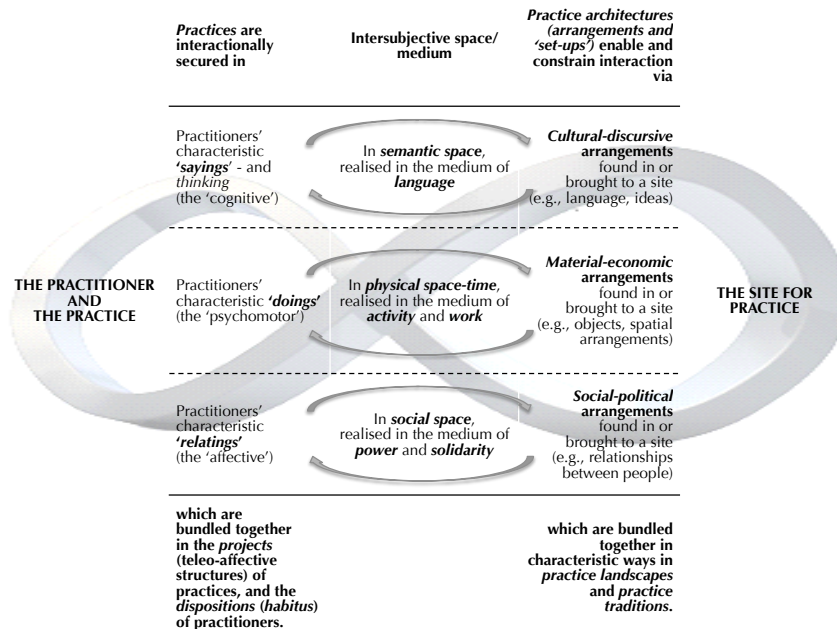 Practices are
interactionally
secured in
Intersubjective space/
medium
Practice architectures
(arrangements and
‘set-ups’) enable and
constrain interaction
via
Practitioners’
characteristic
‘sayings’ - and
thinking
(the ‘cognitive’)
In semantic space,
realised in the medium of
language
Cultural-discursive
arrangements
found in or
brought to a site
(e.g., language, ideas)
THE PRACTITIONER
AND
THE PRACTICE
Practitioners’
characteristic ‘doings’
(the ‘psychomotor’)
In physical space-time,
realised in the medium of
activity and work
Material-economic
arrangements
found in or
brought to a site
(e.g., objects, spatial
arrangements)
THE SITE FOR
PRACTICE
Practitioners’
characteristic
‘relatings’
(the ‘affective’)
In social space,
realised in the medium of
power and solidarity
Social-political
arrangements
found in or
brought to a site
(e.g., relationships
between people)
which are
bundled together
in the projects
(teleo-affective
structures) of
practices, and the
dispositions (habitus)
of practitioners.
which are bundled
together in
characteristic ways in
practice landscapes
and practice
traditions.